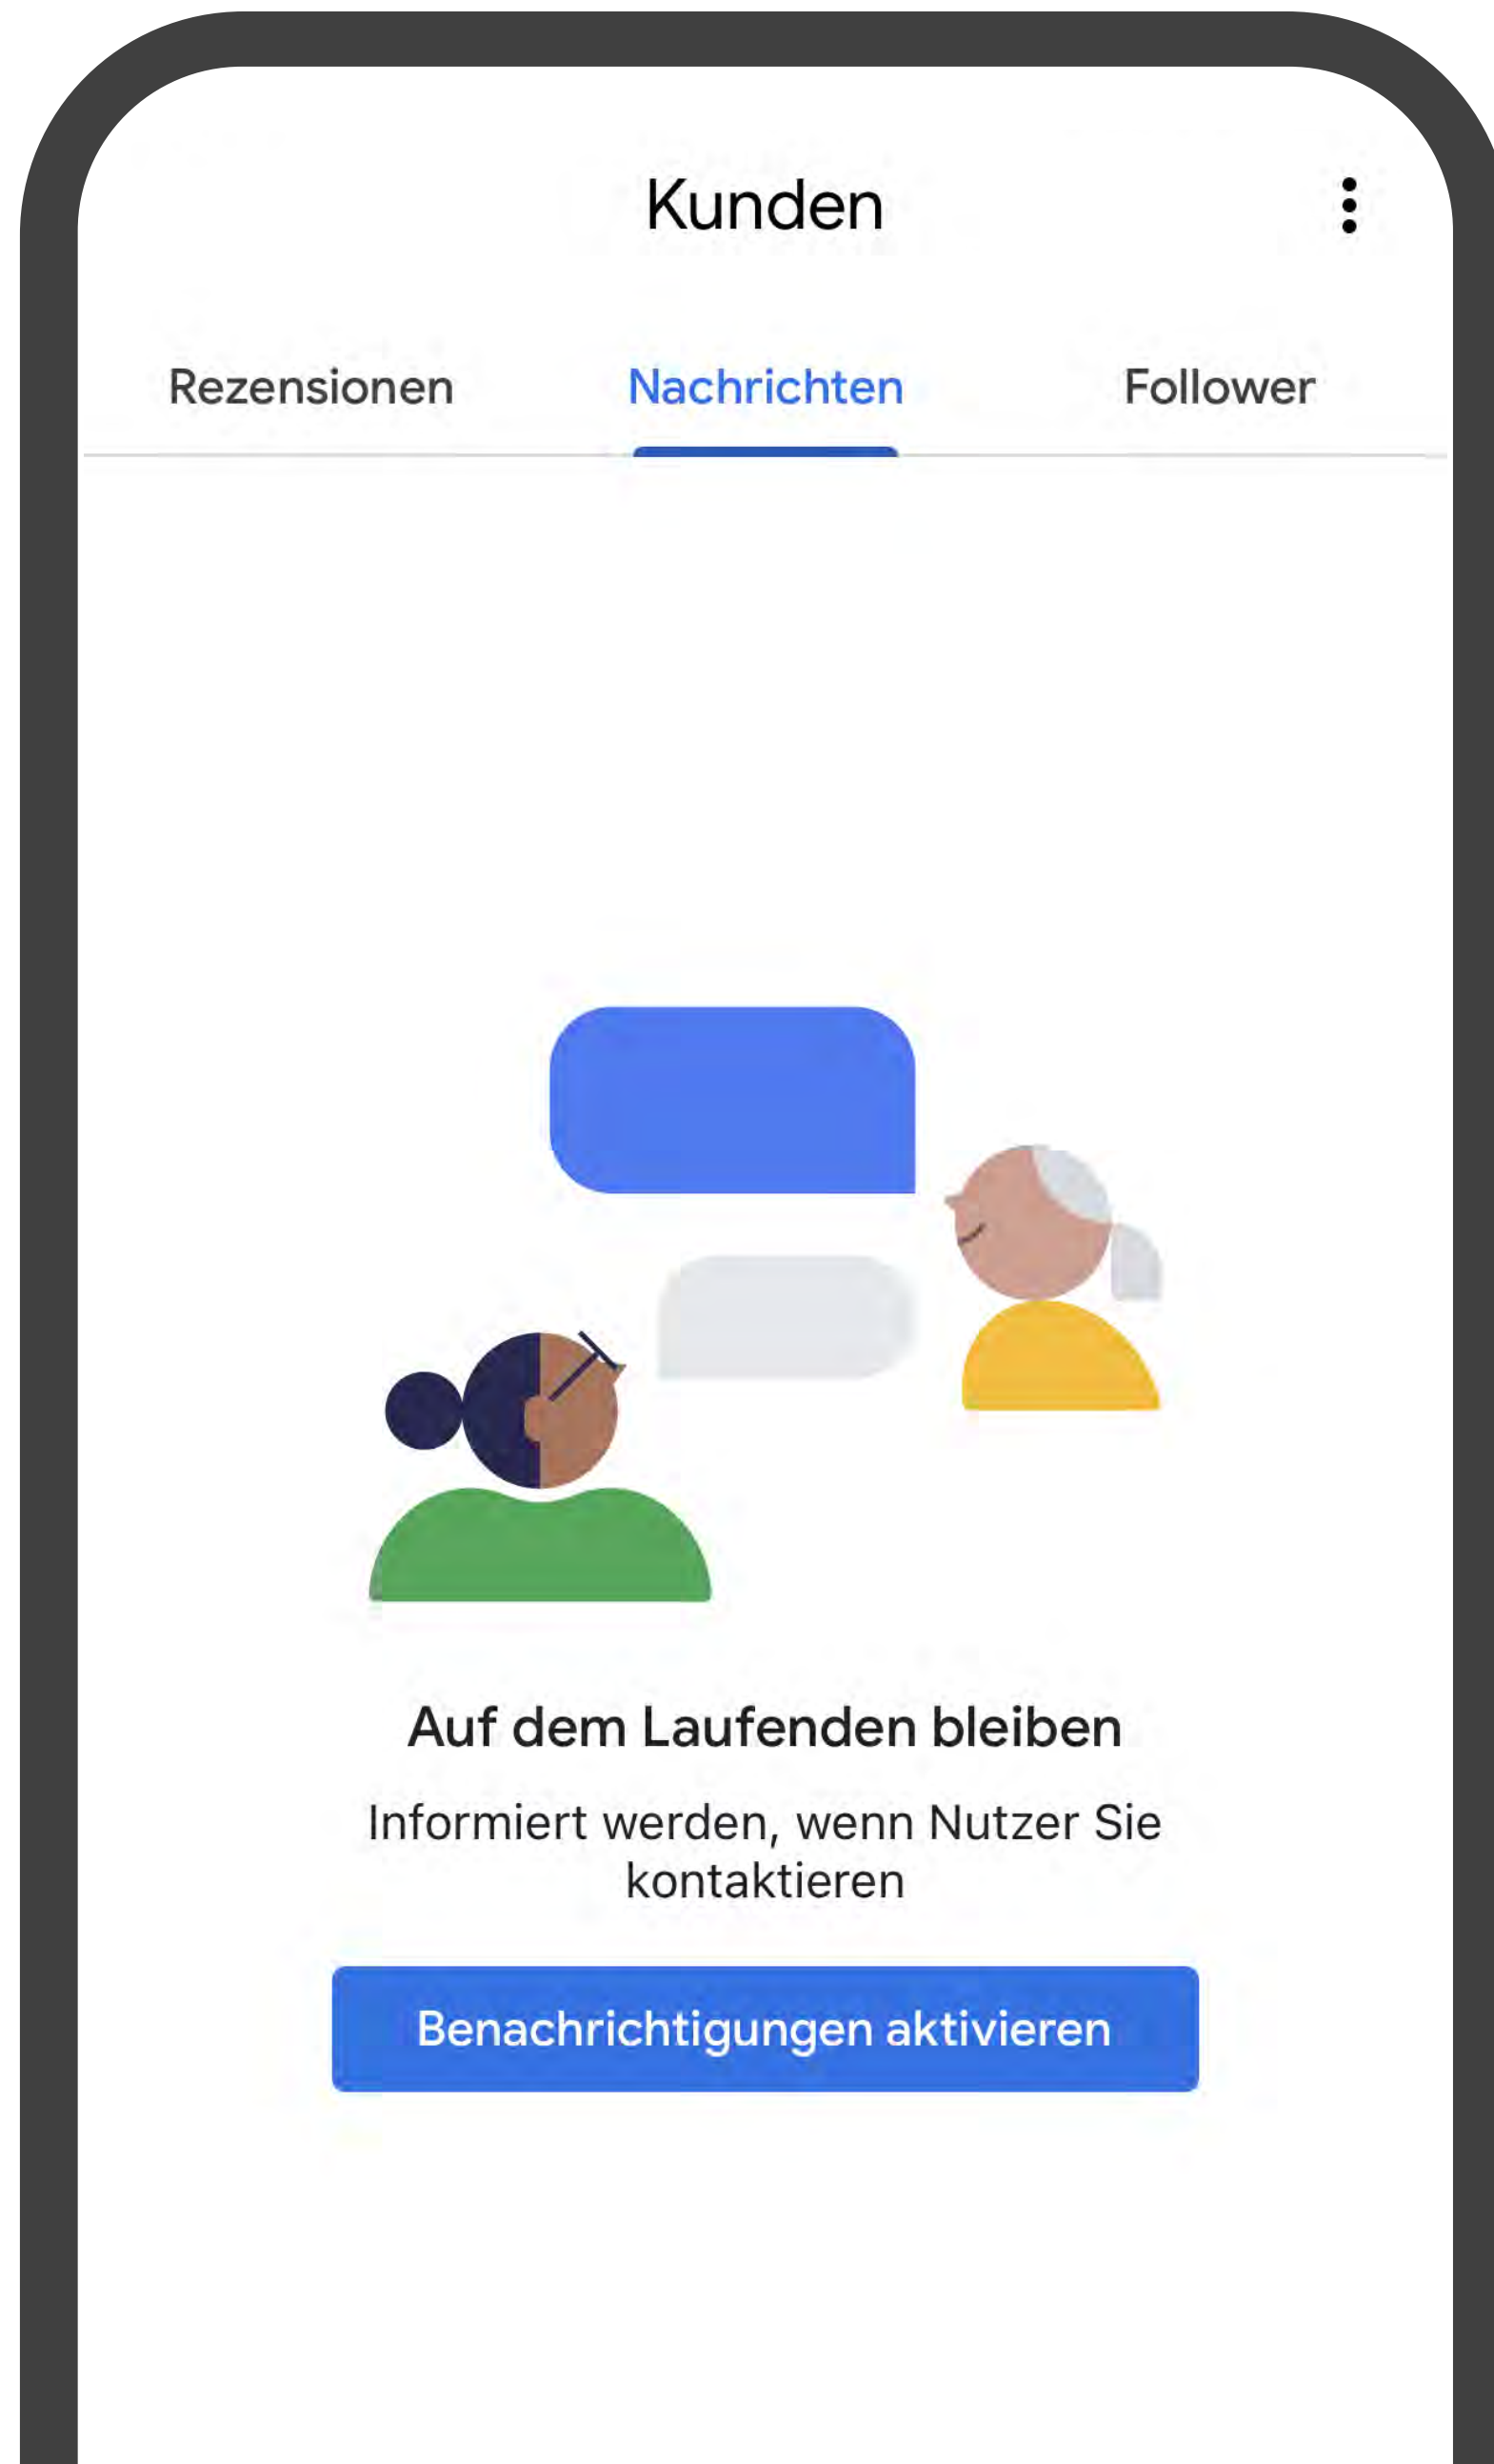 Kunden
Rezensionen Nachrichten Follower
Auf dem Laufenden bleiben
Informiert werden, wenn Nutzer Sie
kontaktieren
Benachrichtigungen aktivieren